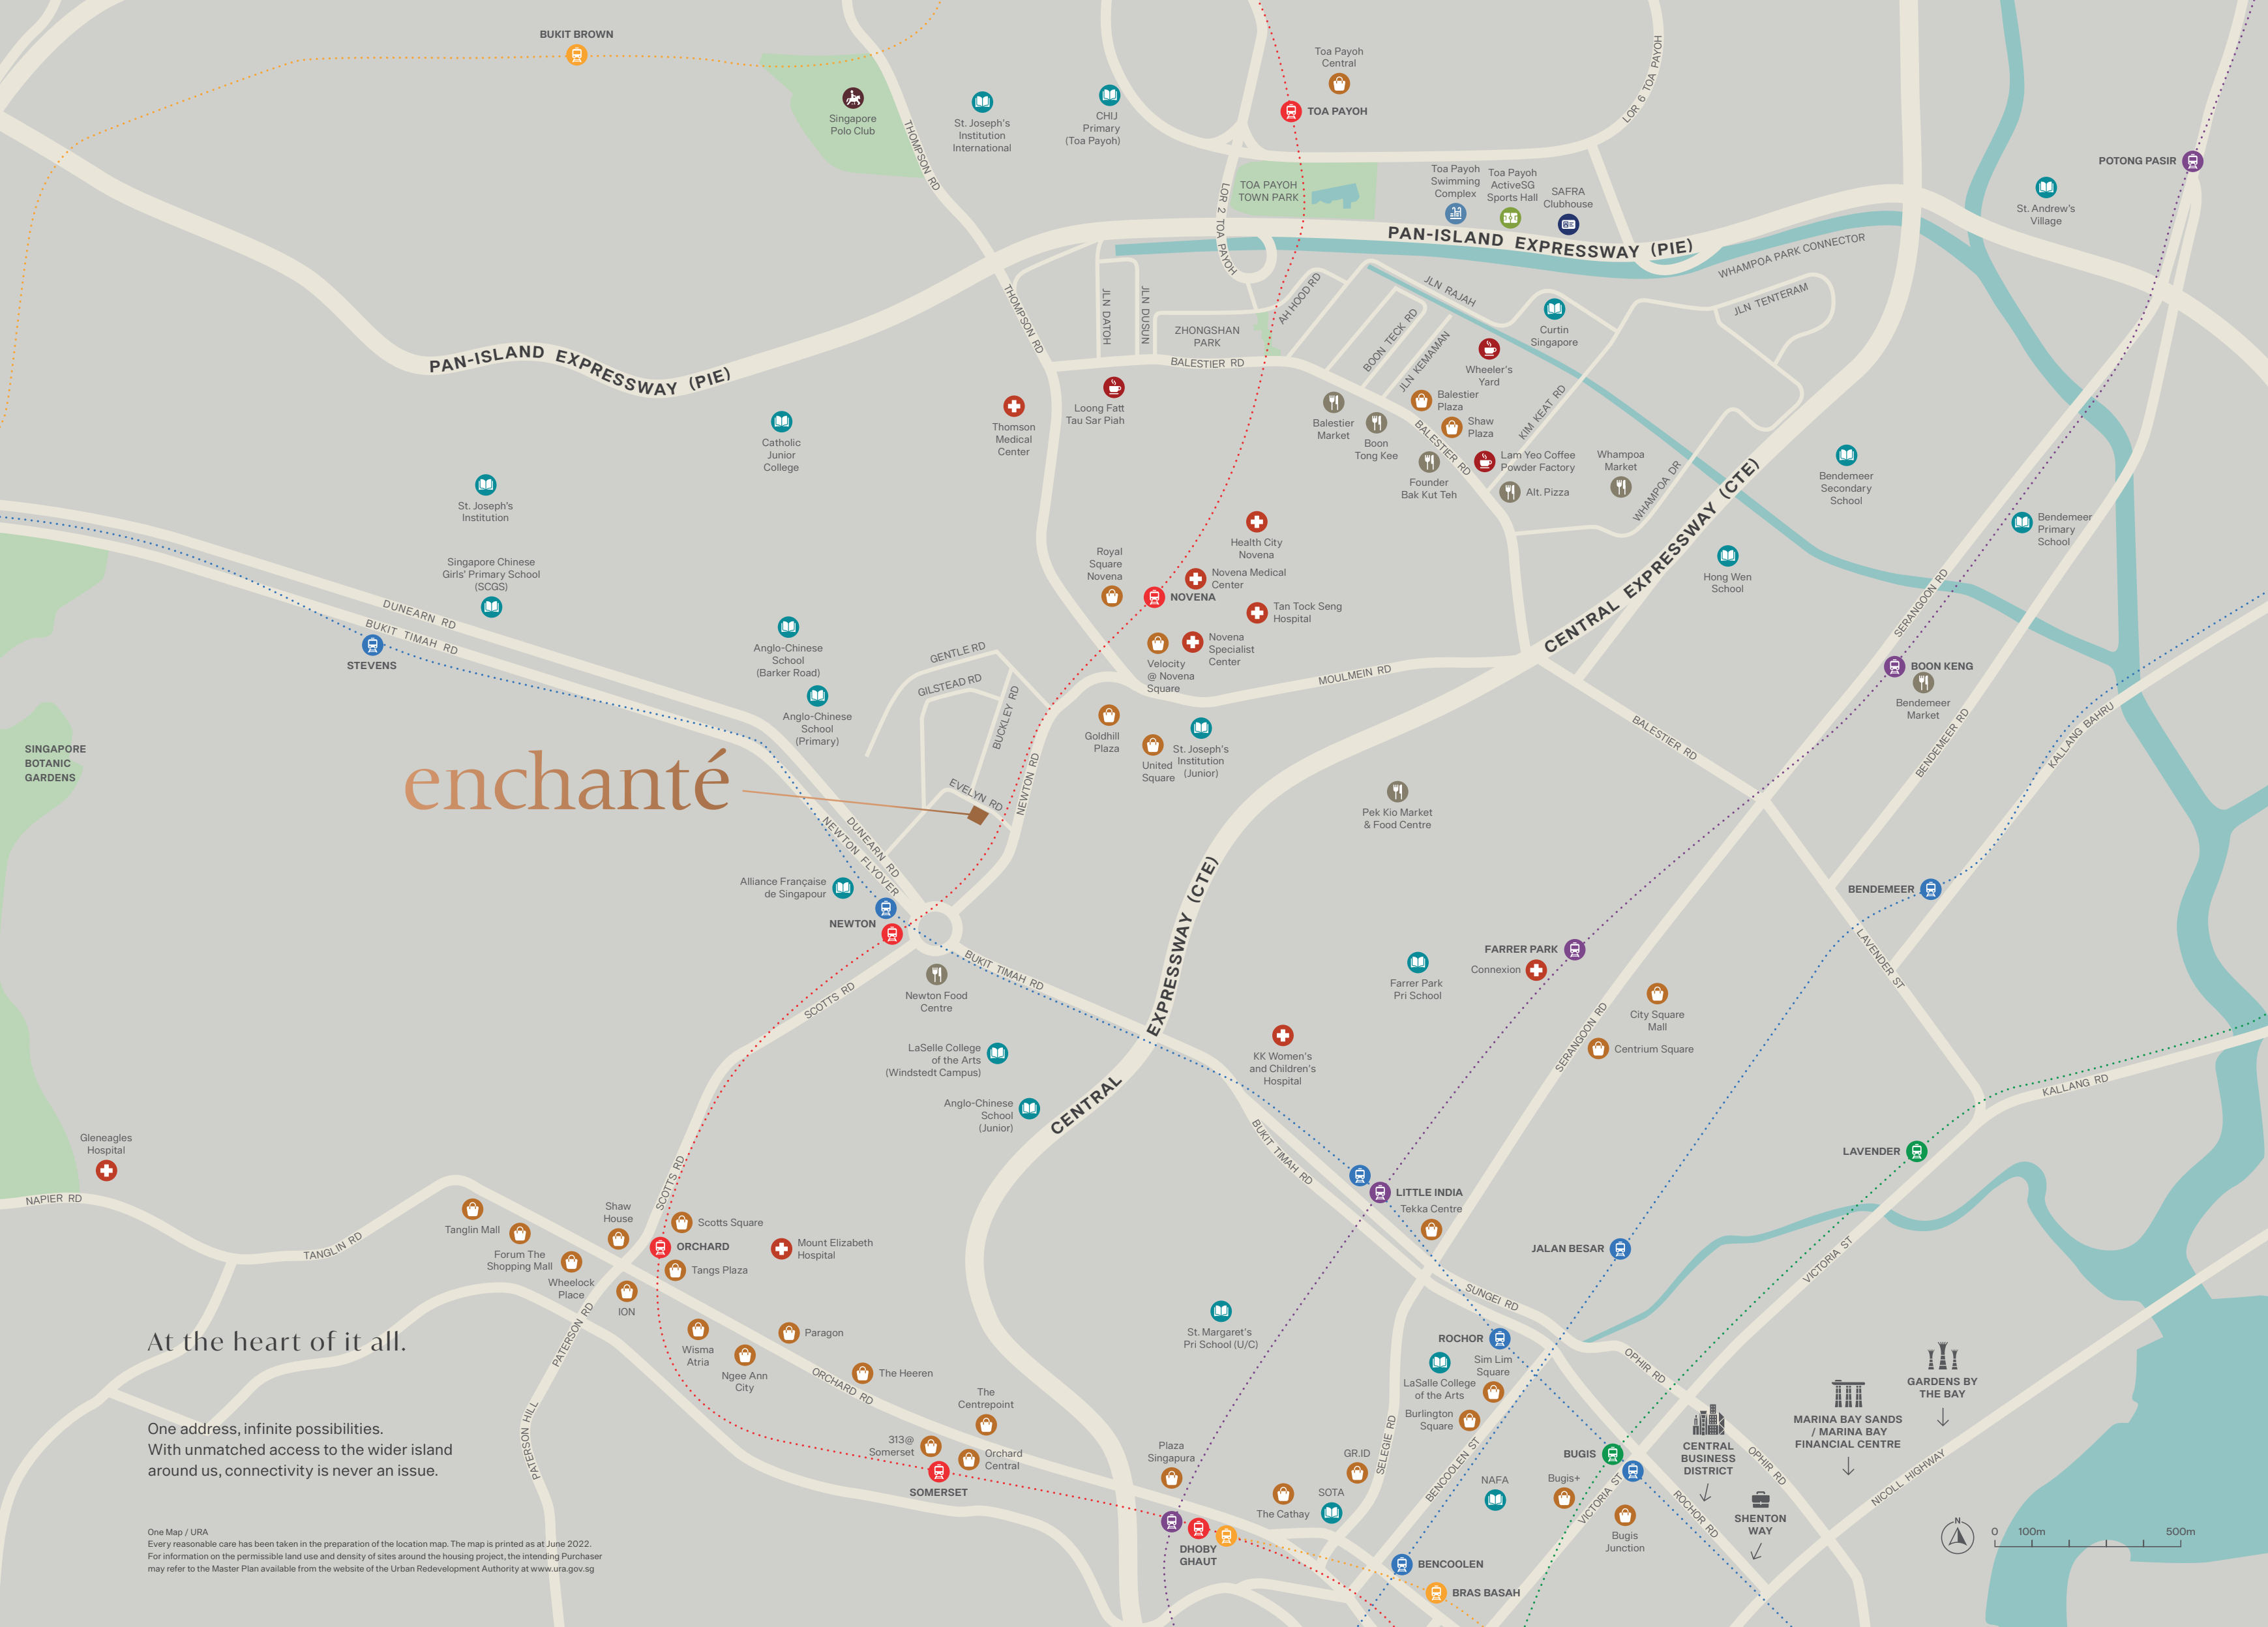 BUKIT BROWN
Singapore
Polo Club
THOMPSON RD
St. Joseph's
Institution
International
CHIJ
Primary
(Toa Payoh)
Toa Payoh
Central
TOA PAYOH
LOR 6 TOA PAYOH
LOR 2 TOA PAYOH
TOA PAYOH
TOWN PARK
Toa Payoh
Swimming
Complex
Toa Payoh
ActiveSG
Sports Hall
SAFRA
Clubhouse
POTONG PASIR
St. Andrew's
Village
PAN-ISLAND EXPRESSWAY (PIE)
WHAMPOA PARK CONNECTOR
PAN-ISLAND EXPRESSWAY (PIE)
THOMPSON RD
JLN DATOH
JLN DUSUN
ZHONGSHAN
PARK
AH HOOD RD
JLN RAJAH
BOON TECK RD
JLN KEMAMAN
JLN TENTERAM
Curtin
Singapore
Wheeler's
Yard
BALESTIER RD
Loong Fatt
Tau Sar Piah
Thomson
Medical
Center
Catholic
Junior
College
St. Joseph's
Institution
Balestier
Market
Boon
Tong Kee
Balestier
Plaza
Shaw
Plaza
BALESTIER RD
KIM KEAT RD
Founder
Bak Kut Teh
Lam Yeo Coffee
Powder Factory
Alt. Pizza
Whampoa
Market
WHAMPOA DR
CENTRAL EXPRESSWAY (CTE)
Bendemeer
Secondary
School
Bendemeer
Primary
School
Hong Wen
School
SERANGOON RD
Singapore Chinese
Girls' Primary School
(SCGS)
DUNEARN RD
BUKIT TIMAH RD
STEVENS
Anglo-Chinese
School
(Barker Road)
Anglo-Chinese
School
(Primary)
GENTLE RD
GILSTEAD RD
BUCKLEY RD
EVELYN RD
NEWTON RD
Royal
Square
Novena
NOVENA
Health City
Novena
Novena Medical
Center
Tan Tock Seng
Hospital
Novena
Specialist
Center
Velocity
@ Novena
Square
MOULMEIN RD
Goldhill
Plaza
United
Square
St. Joseph's
Institution
(Junior)
BOON KENG
Bendemeer
Market
BALESTIER RD
BENDEMEER RD
KALLANG BAHRU
SINGAPORE
BOTANIC
GARDENS
enchanté
Pek Kio Market
& Food Centre
DUNEARN RD
NEWTON FLYOVER
Alliance Française
de Singapour
NEWTON
Newton Food
Centre
BUKIT TIMAH RD
SCOTTS RD
CENTRAL EXPRESSWAY (CTE)
BENDEMEER
LAVENDER ST
FARRER PARK
Connexion
Farrer Park
Pri School
City Square
Mall
Centrium Square
SERANGOON RD
LaSelle College
of the Arts
(Windstedt Campus)
Anglo-Chinese
School
(Junior)
KK Women's
and Children's
Hospital
BUKIT TIMAH RD
KALLANG RD
LAVENDER
Gleneagles
Hospital
NAPIER RD
TANGLIN RD
Tanglin Mall
Forum The
Shopping Mall
Wheelock
Place
Shaw
House
SCOTTS RD
Scotts Square
ORCHARD
Tangs Plaza
ION
Mount Elizabeth
Hospital
LITTLE INDIA
Tekka Centre
JALAN BESAR
VICTORIA ST
SUNGEI RD
OPHIR RD
PATERSON RD
PATERSON HILL
Wisma
Atria
Ngee Ann
City
Paragon
ORCHARD RD
The Heeren
The
Centrepoint
313@
Somerset
Orchard
Central
SOMERSET
St. Margaret's
Pri School (U/C)
ROCHOR
Sim Lim
Square
LaSalle College
of the Arts
Burlington
Square
SELEGIE RD
BENCOOLEN ST
GR.ID
Plaza
Singapura
The Cathay
SOTA
NAFA
Bugis+
BUGIS
VICTORIA ST
Bugis
Junction
ROCHOR RD
OPHIR RD
NICOLL HIGHWAY
CENTRAL
BUSINESS
DISTRICT
SHENTON
WAY
MARINA BAY SANDS
/ MARINA BAY
FINANCIAL CENTRE
GARDENS BY
THE BAY
DHOBY
GHAUT
BENCOOLEN
BRAS BASAH
N
0 100m 500m
At the heart of it all.
One address, infinite possibilities.
With unmatched access to the wider island
around us, connectivity is never an issue.
One Map / URA
Every reasonable care has been taken in the preparation of the location map. The map is printed as at June 2022.
For information on the permissible land use and density of sites around the housing project, the intending Purchaser
may refer to the Master Plan available from the website of the Urban Redevelopment Authority at www.ura.gov.sg